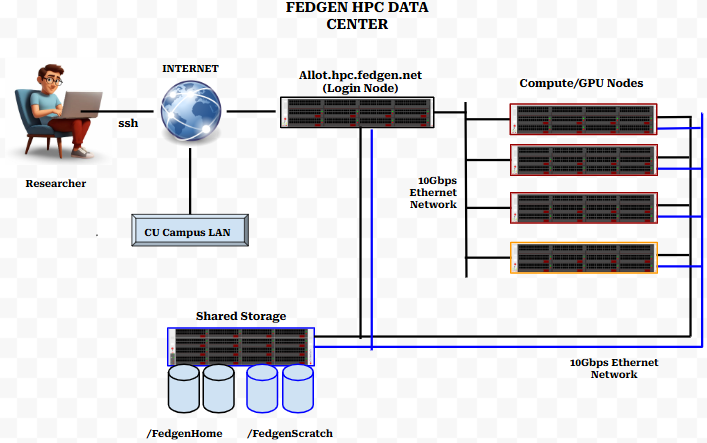 FEDGEN HPC DATA
CENTER
INTERNET
Allot.hpc.fedgen.net
(Login Node)
Compute/GPU Nodes
ssh
Researcher
10Gbps
Ethernet
Network
CU Campus LAN
Shared Storage
10Gbps Ethernet
Network
/FedgenHome
/FedgenScratch